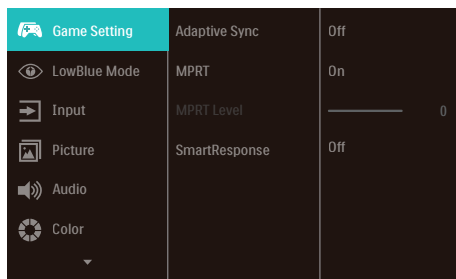 Game Setting Adaptive Sync Off
LowBlue Mode MPRT On
Input MPRT Level 0
Picture SmartResponse Off
Audio
Color